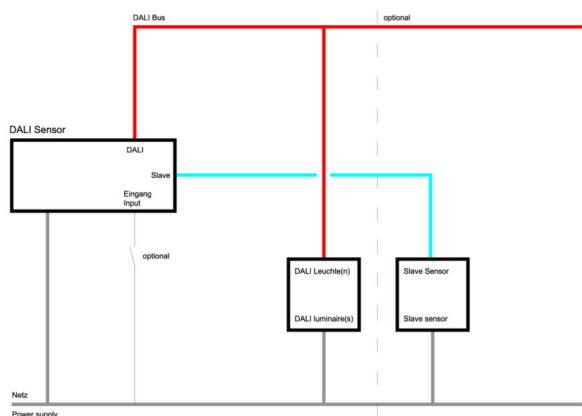 DALI Bus
optional
DALI Sensor
DALI
Slave
Eingang
Input
optional
DALI Leuchte(n)
DALI luminaire(s)
Slave Sensor
Slave sensor
Netz
Power supply